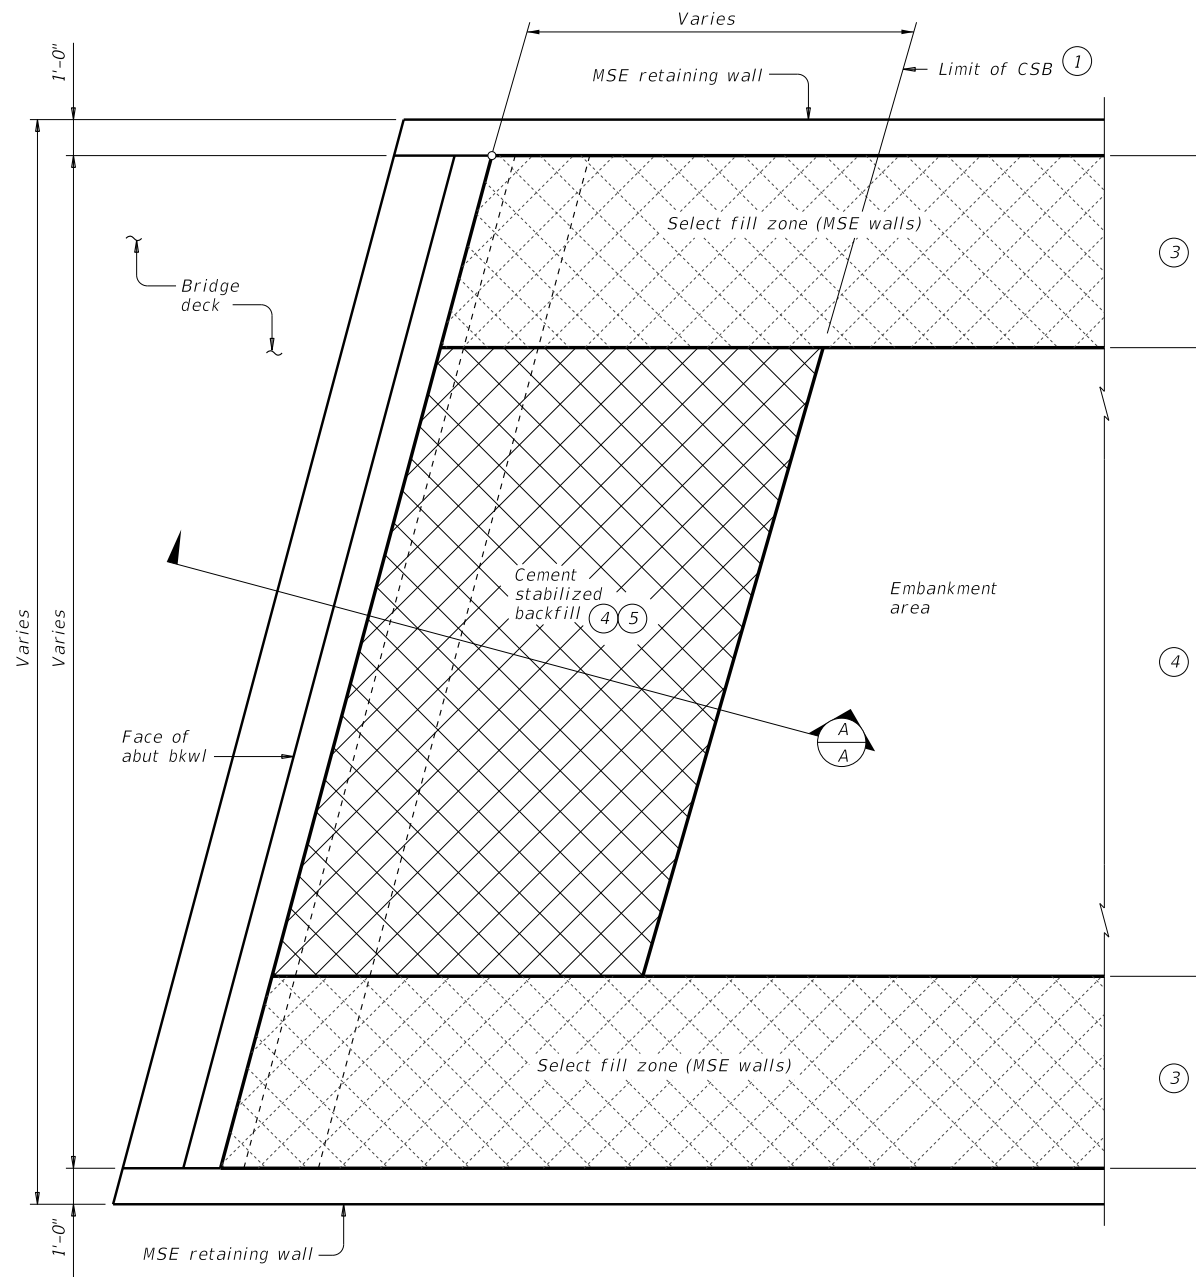 Varies
1'-0"
MSE retaining wall
Limit of CSB 1
Select fill zone (MSE walls)
3
Bridge
deck
Cement
stabilized
backfill 4 5
Embankment
area
Varies
Varies
4
A
A
Face of
abut bkwl
Select fill zone (MSE walls)
3
1'-0"
MSE retaining wall